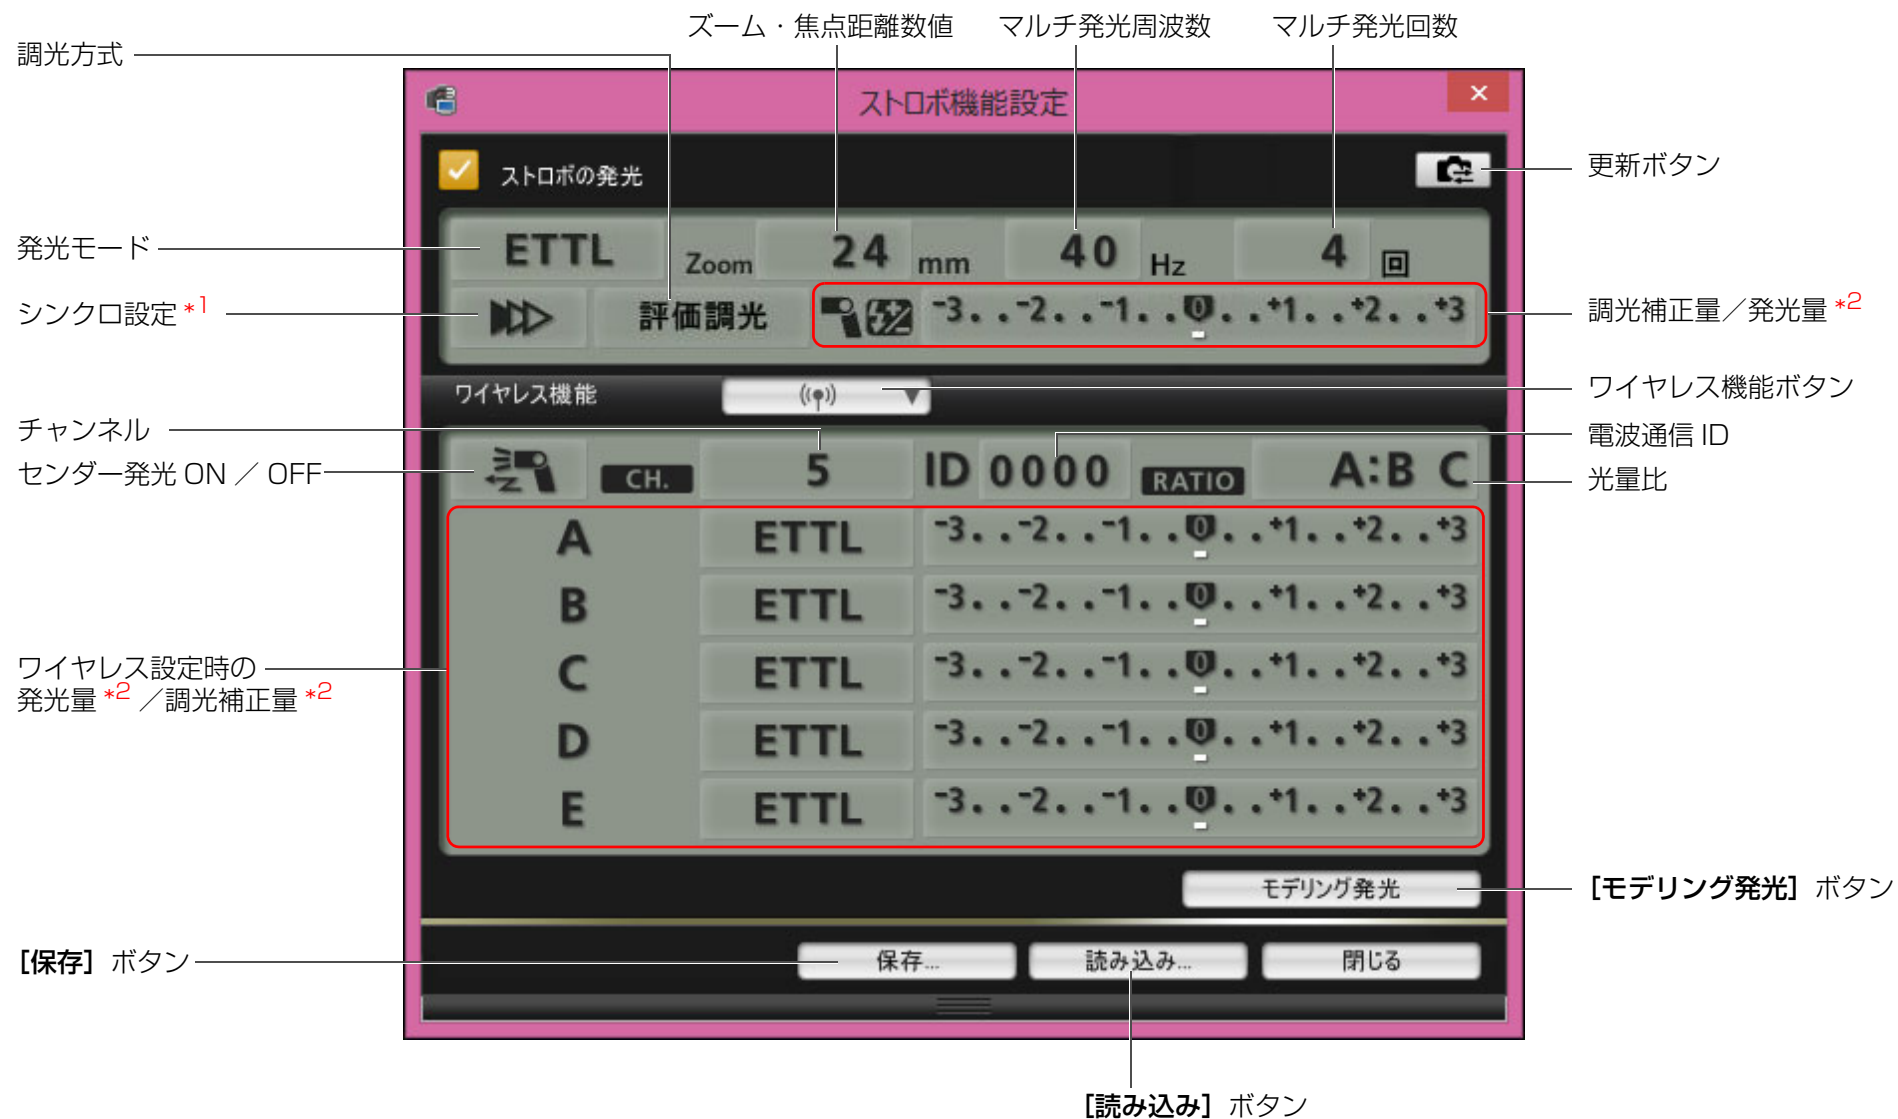 ズーム・焦点距離数値 マルチ発光周波数 マルチ発光回数
調光方式
ストロボ機能設定
ストロボの発光
更新ボタン
発光モード
ETTL Zoom 24 mm 40 Hz 4 回
シンクロ設定 *1
評価調光 -3..-2..-1..0..+1..+2..+3
調光補正量／発光量 *2
ワイヤレス機能
ワイヤレス機能ボタン
チャンネル
電波通信 ID
センダー発光 ON ／ OFF
CH. 5 ID 0000 RATIO A:B C
光量比
A ETTL -3..-2..-1..0..+1..+2..+3
B ETTL -3..-2..-1..0..+1..+2..+3
C ETTL -3..-2..-1..0..+1..+2..+3
D ETTL -3..-2..-1..0..+1..+2..+3
E ETTL -3..-2..-1..0..+1..+2..+3
ワイヤレス設定時の
発光量 *2 ／調光補正量 *2
モデリング発光
[モデリング発光] ボタン
[保存] ボタン
保存... 読み込み... 閉じる
[読み込み] ボタン